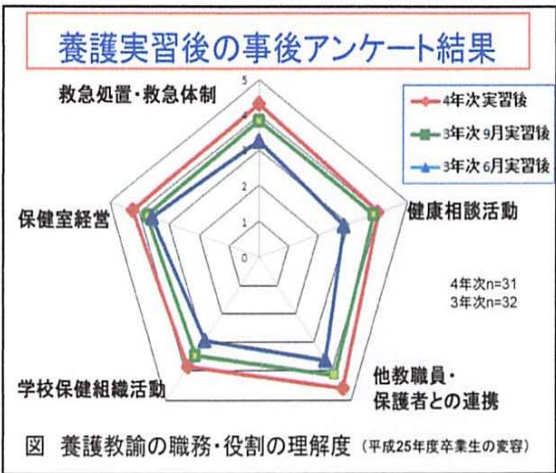 養護実習後の事後アンケート結果
救急処置・救急体制
5
4
3
2
1
0
4年次実習後
3年次9月実習後
3年次6月実習後
保健室経営
健康相談活動
4年次n=31
3年次n=32
学校保健組織活動
他教職員・
保護者との連携
図 養護教諭の職務・役割の理解度 (平成25年度卒業生の変容)